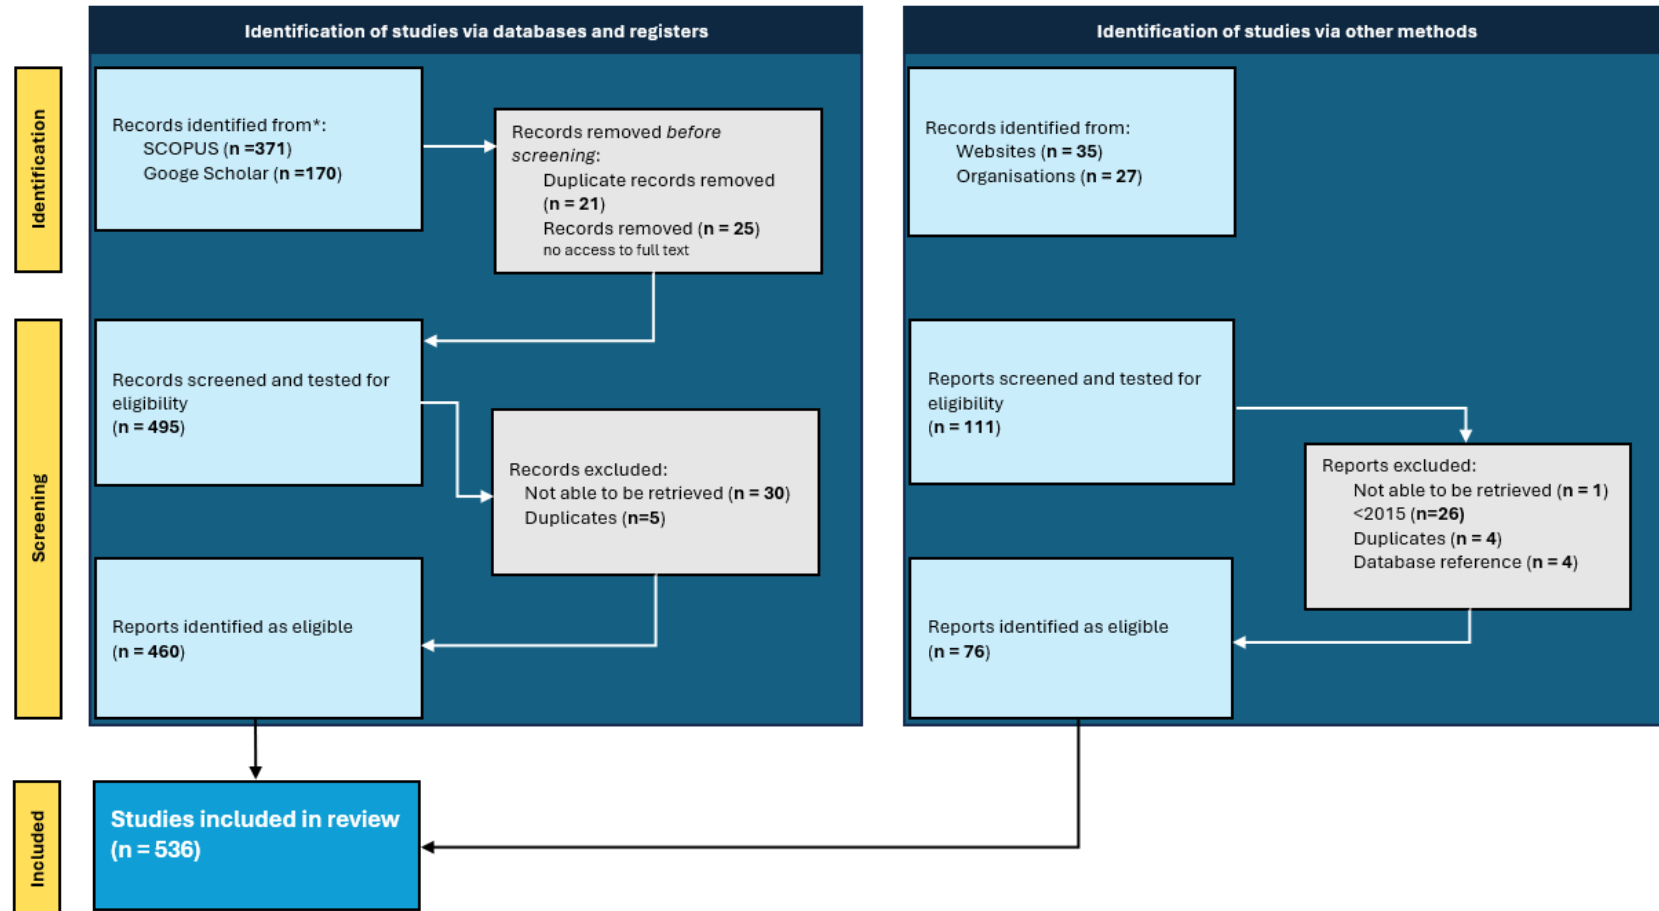 Identification of studies via databases and registers
Identification of studies via other methods
Identification
Records identified from*:
SCOPUS (n =371)
Googe Scholar (n =170)
Records removed before
screening:
Duplicate records removed
(n = 21)
Records removed (n = 25)
no access to full text
Records identified from:
Websites (n = 35)
Organisations (n = 27)
Screening
Records screened and tested for
eligibility
(n = 495)
Records excluded:
Not able to be retrieved (n = 30)
Duplicates (n=5)
Reports screened and tested for
eligibility
(n = 111)
Reports excluded:
Not able to be retrieved (n = 1)
<2015 (n=26)
Duplicates (n = 4)
Database reference (n = 4)
Reports identified as eligible
(n = 460)
Reports identified as eligible
(n = 76)
Included
Studies included in review
(n = 536)